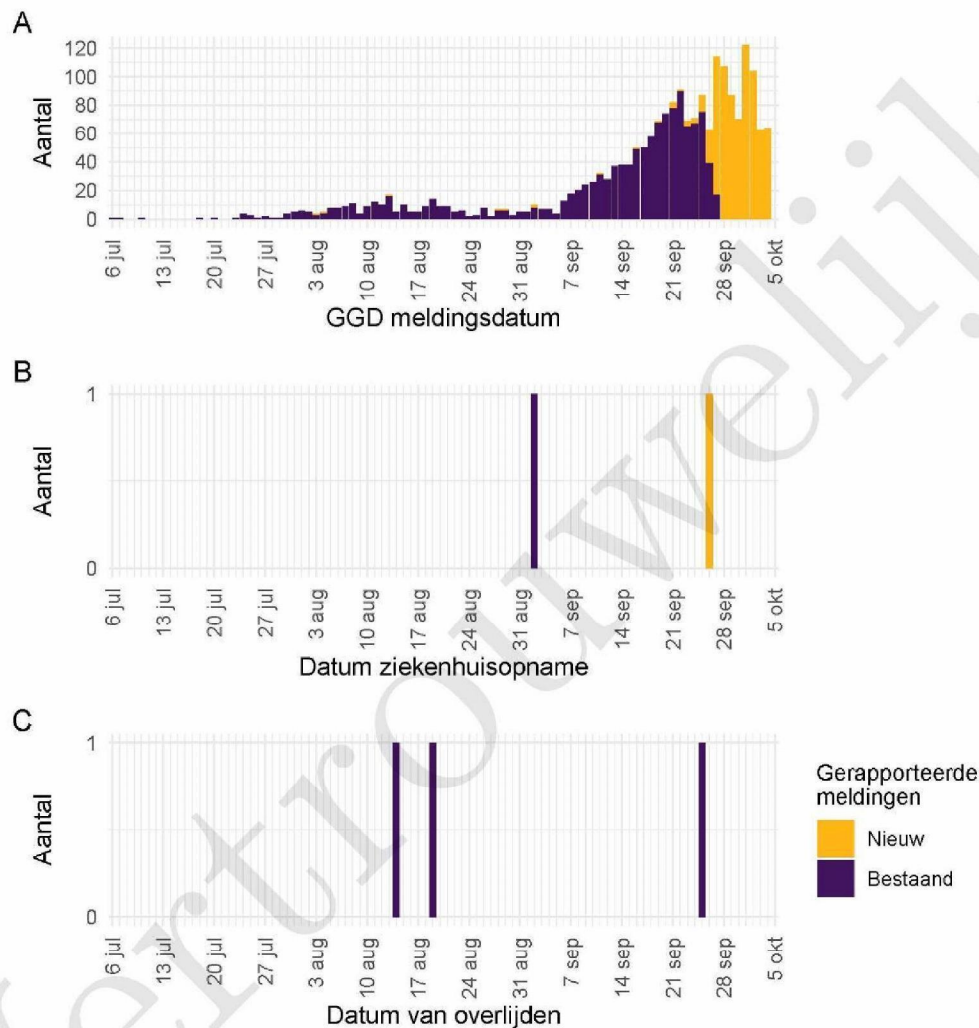 A
Aantal
120
100
80
60
40
20
0
6 jul
13 jul
20 jul
27 jul
3 aug
10 aug
17 aug
24 aug
31 aug
7 sep
14 sep
21 sep
28 sep
5 okt
GGD meldingsdatum
B
Aantal
1
0
6 jul
13 jul
20 jul
27 jul
3 aug
10 aug
17 aug
24 aug
31 aug
7 sep
14 sep
21 sep
28 sep
5 okt
Datum ziekenhuisopname
C
Aantal
1
0
6 jul
13 jul
20 jul
27 jul
3 aug
10 aug
17 aug
24 aug
31 aug
7 sep
14 sep
21 sep
28 sep
5 okt
Datum van overlijden
Gerapporteerde
meldingen
Nieuw
Bestaand